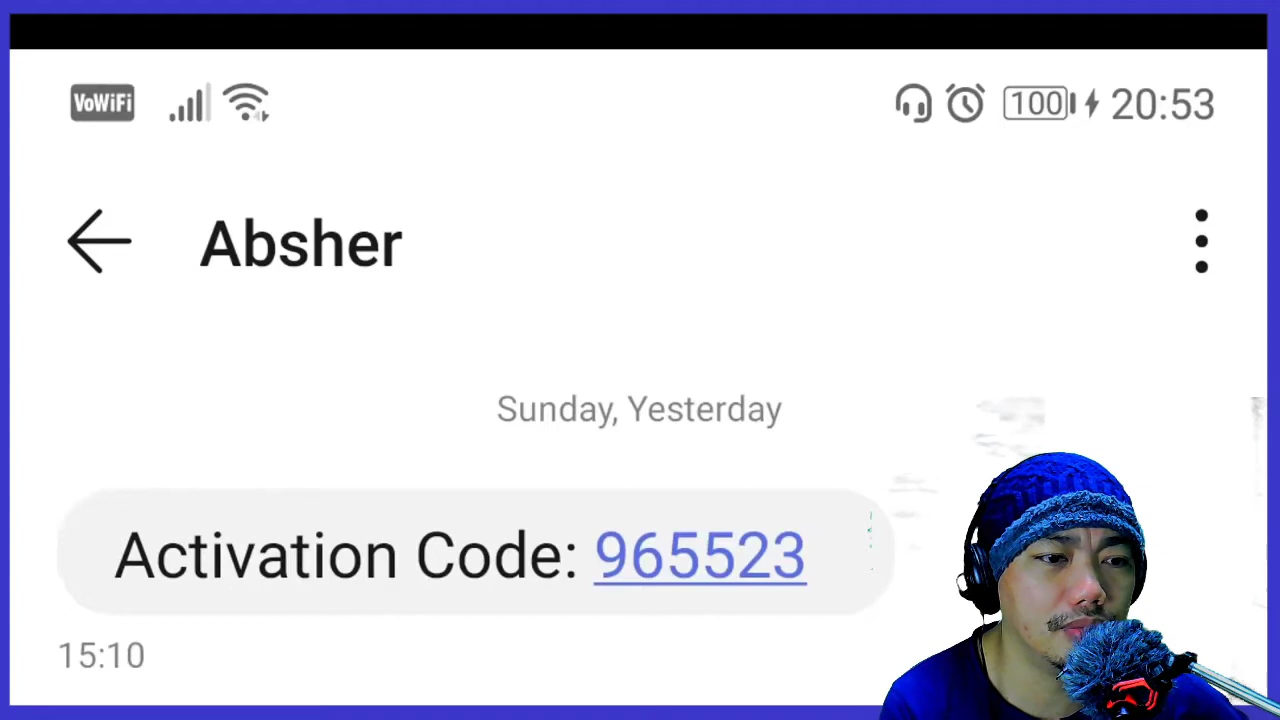 VoWiFi 100 20:53
Absher
Sunday, Yesterday
Activation Code: 965523
15:10